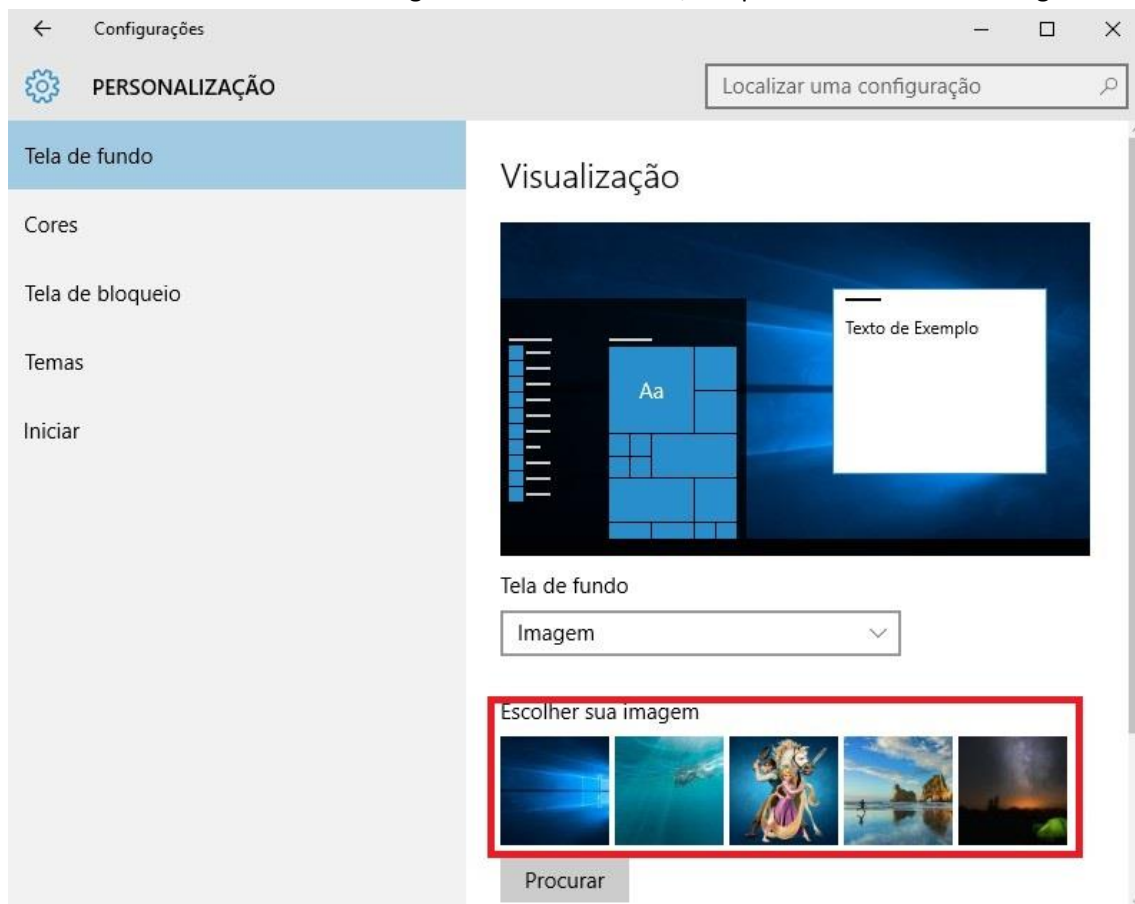 Configurações
PERSONALIZAÇÃO
Localizar uma configuração
Tela de fundo
Cores
Tela de bloqueio
Temas
Iniciar
Visualização
Texto de Exemplo
Aa
Tela de fundo
Imagem
Escolher sua imagem
Procurar